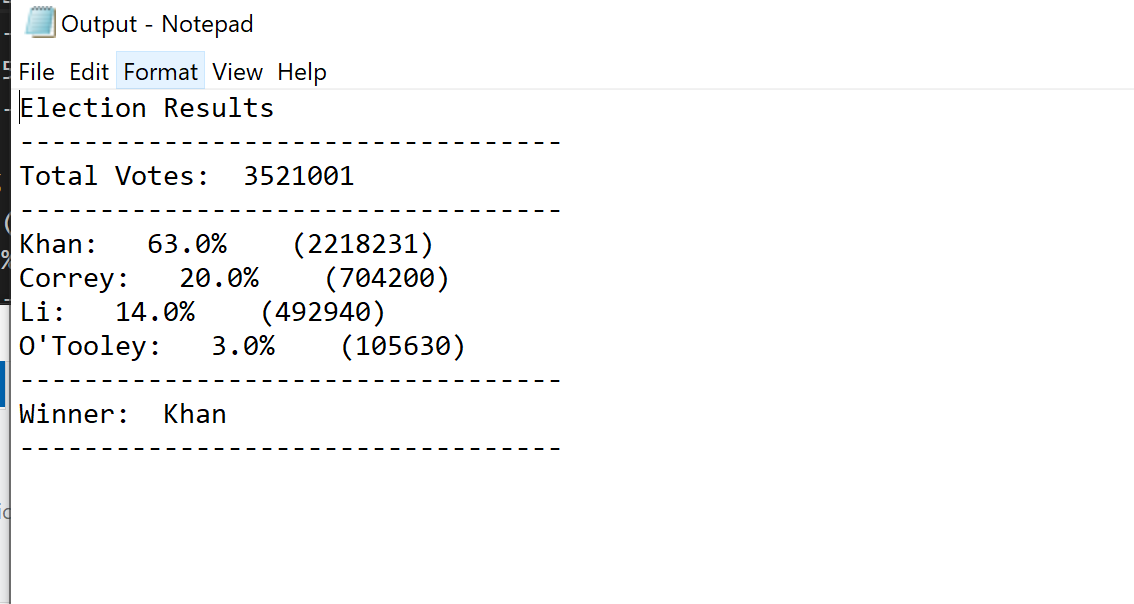 Output - Notepad
File Edit Format View Help
Election Results
----------------------------------
Total Votes:  3521001
----------------------------------
Khan:   63.0%    (2218231)
Correy:   20.0%    (704200)
Li:   14.0%    (492940)
O'Tooley:   3.0%    (105630)
----------------------------------
Winner:  Khan
----------------------------------